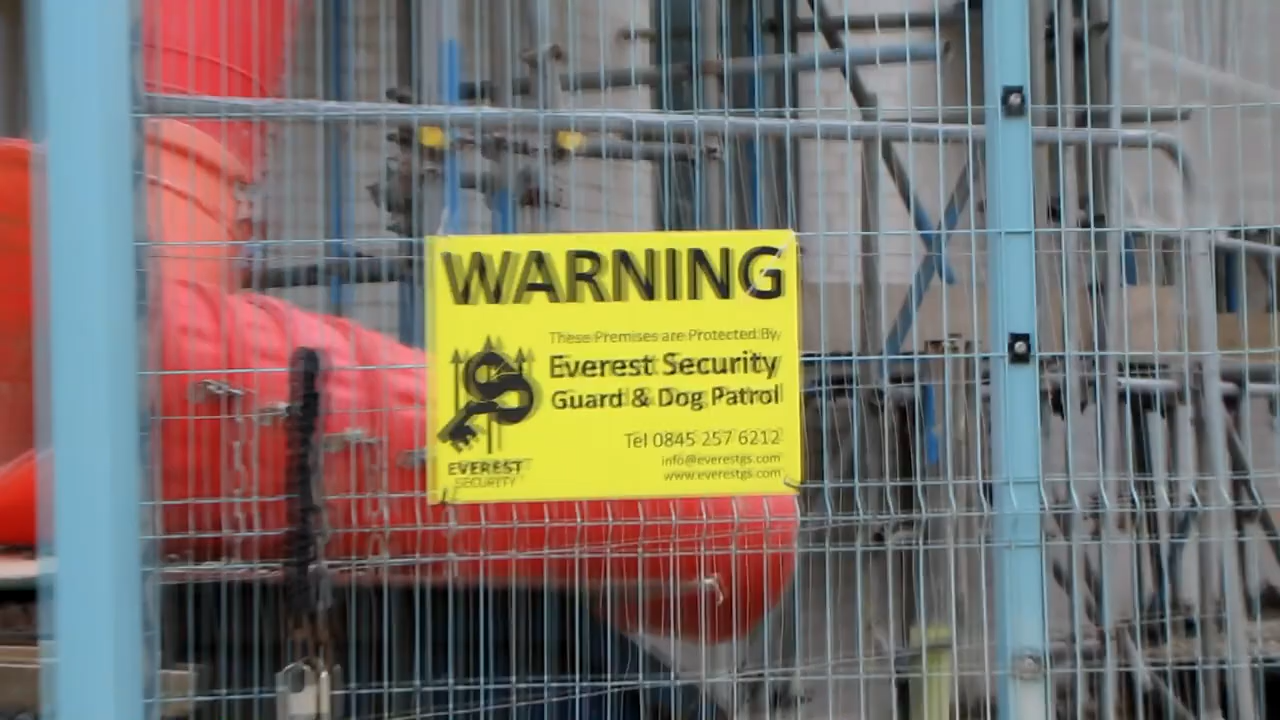 WARNING
These Premises are Protected By
Everest Security
Guard & Dog Patrol
Tel 0845 257 6212
info@everestgs.com
www.everestgs.com
EVEREST
SECURITY